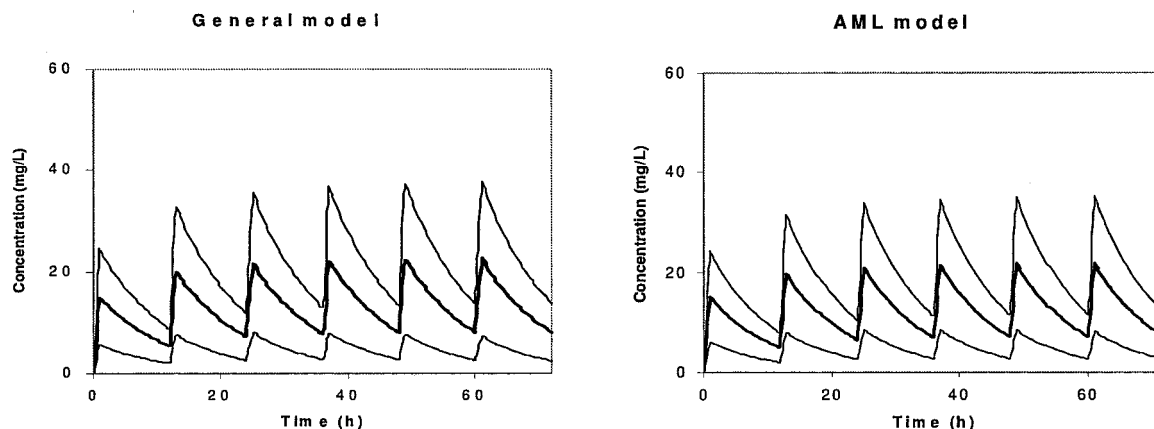 General model
60
40
20
0
Concentration (mg/L)
0 20 40 60
Time (h)
AML model
60
40
20
0
Concentration (mg/L)
0 20 40 60
Time (h)